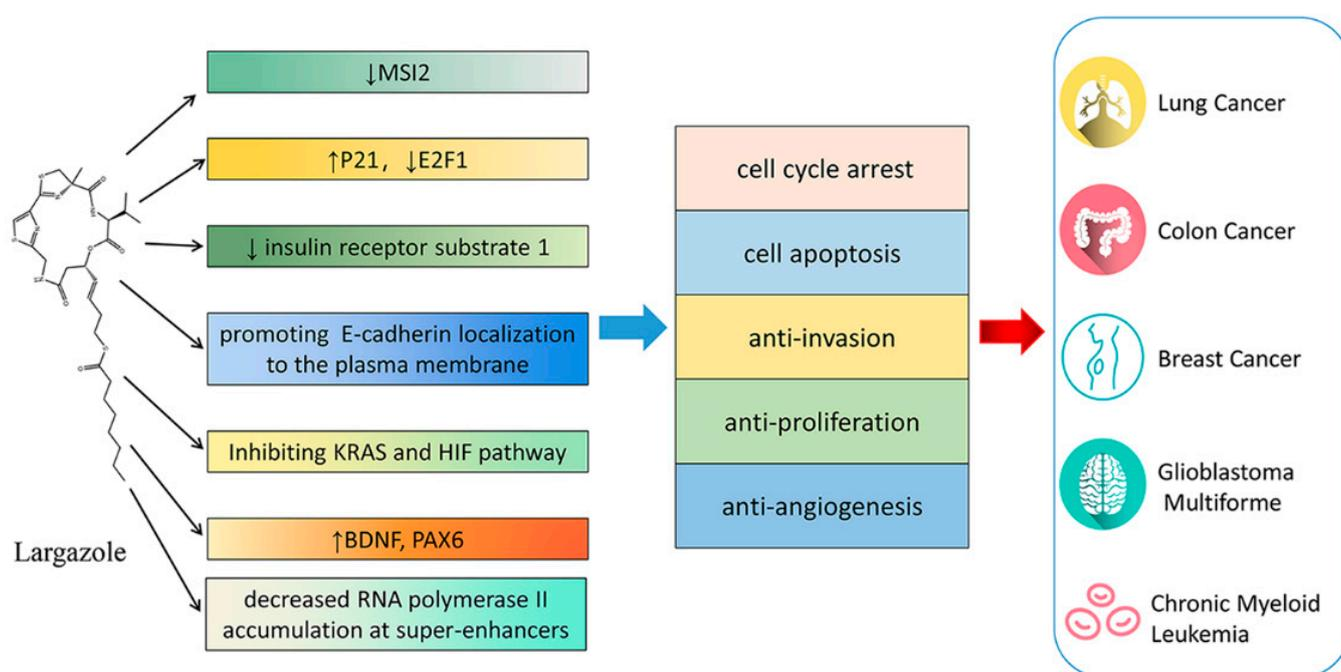 ↓MSI2
↑P21, ↓E2F1
↓ insulin receptor substrate 1
promoting E-cadherin localization
to the plasma membrane
Inhibiting KRAS and HIF pathway
↑BDNF, PAX6
decreased RNA polymerase II
accumulation at super-enhancers
Largazole
cell cycle arrest
cell apoptosis
anti-invasion
anti-proliferation
anti-angiogenesis
Lung Cancer
Colon Cancer
Breast Cancer
Glioblastoma
Multiforme
Chronic Myeloid
Leukemia